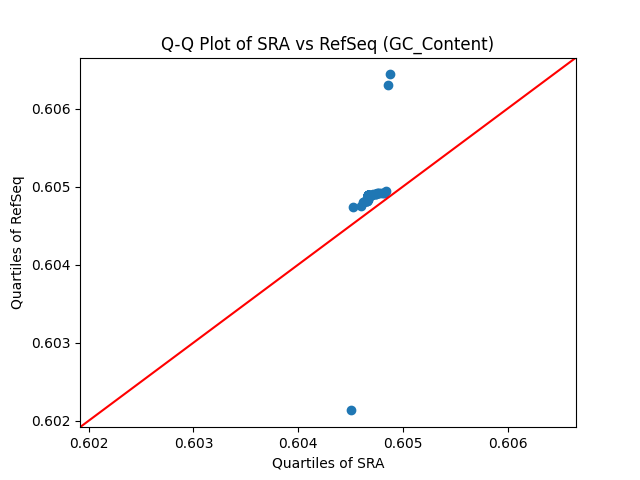 Q-Q Plot of SRA vs RefSeq (GC_Content)
0.606
0.605
0.604
0.603
0.602
Quartiles of RefSeq
0.602 0.603 0.604 0.605 0.606
Quartiles of SRA